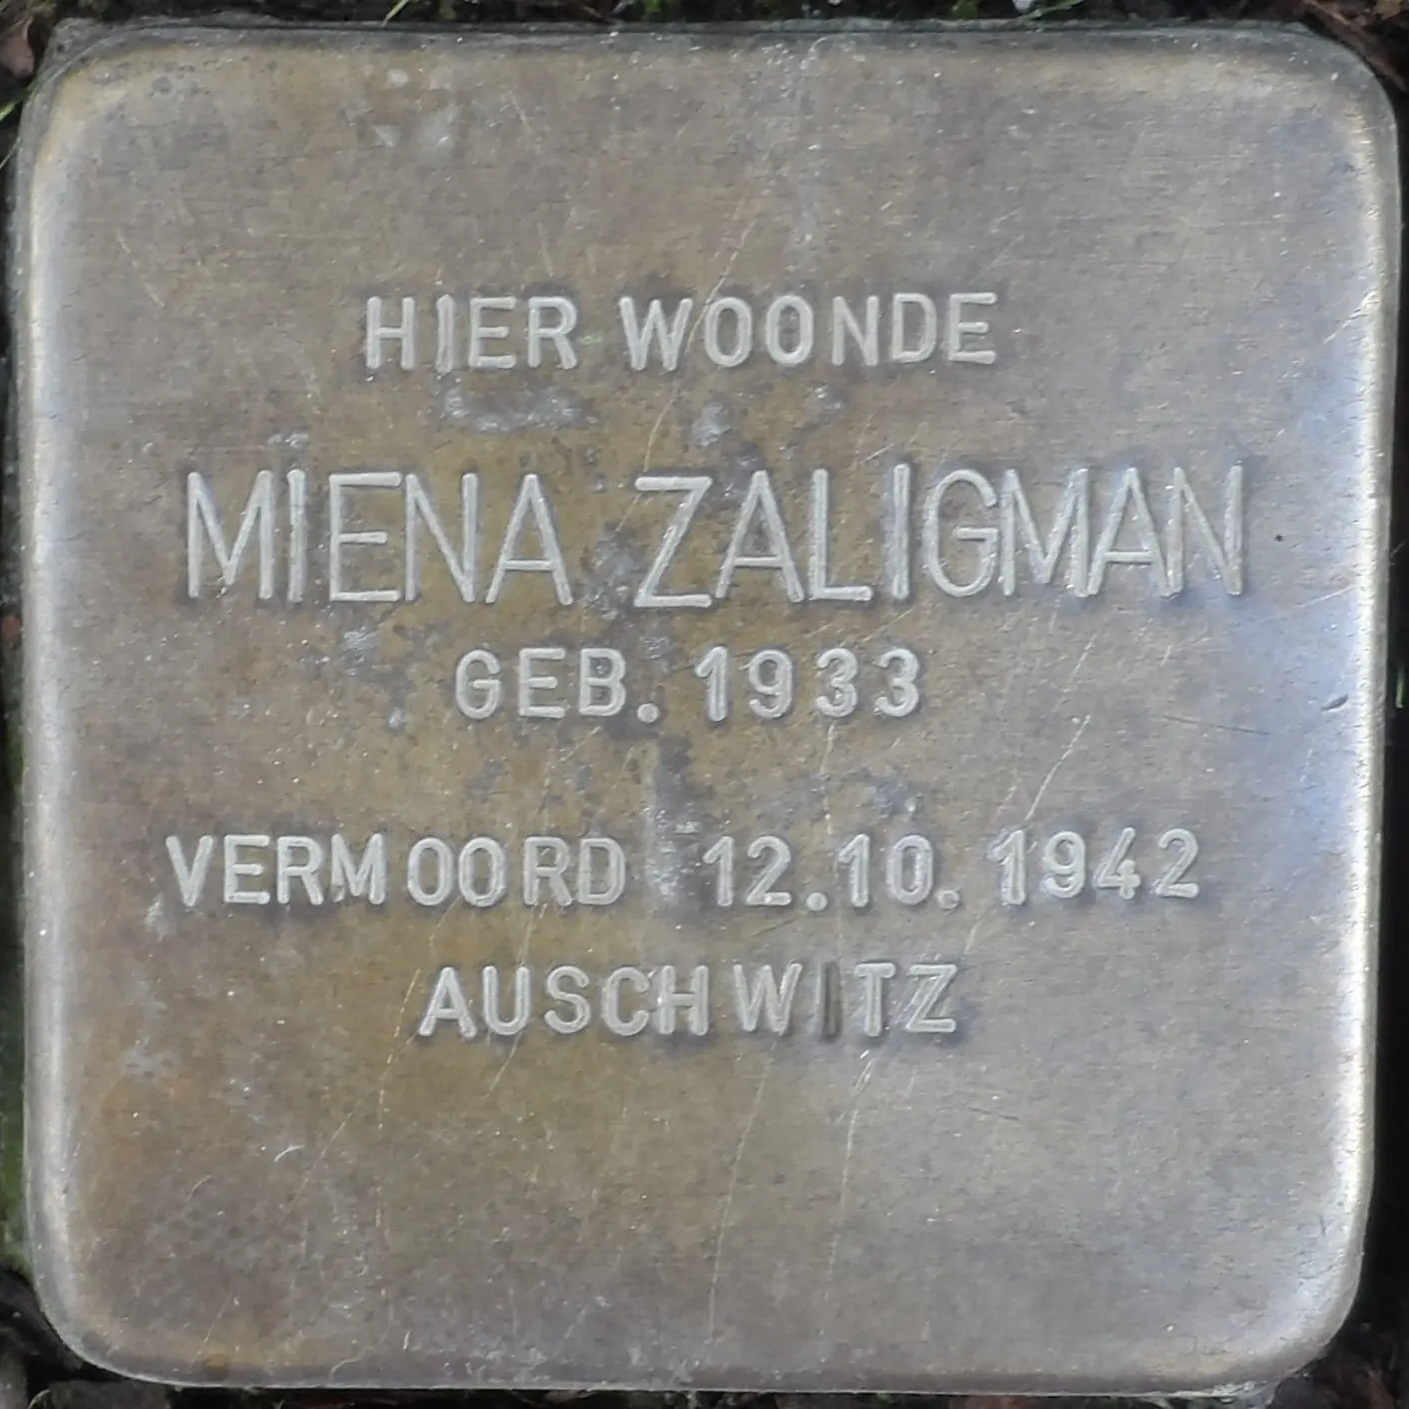 HIER WOONDE
MIENA ZALIGMAN
GEB. 1933
VERMOORD 12.10.1942
AUSCHWITZ